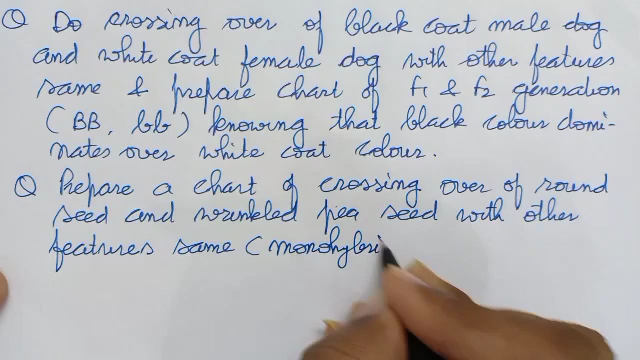 Q Do crossing over of black coat male dog
and white coat female dog with other features
same & prepare chart of f1 & f2 generation
(BB, bb) knowing that black colour domi-
nates over white coat colour.
Q Prepare a chart of crossing over of round
seed and wrinkled pea seed with other
features same (monohybri